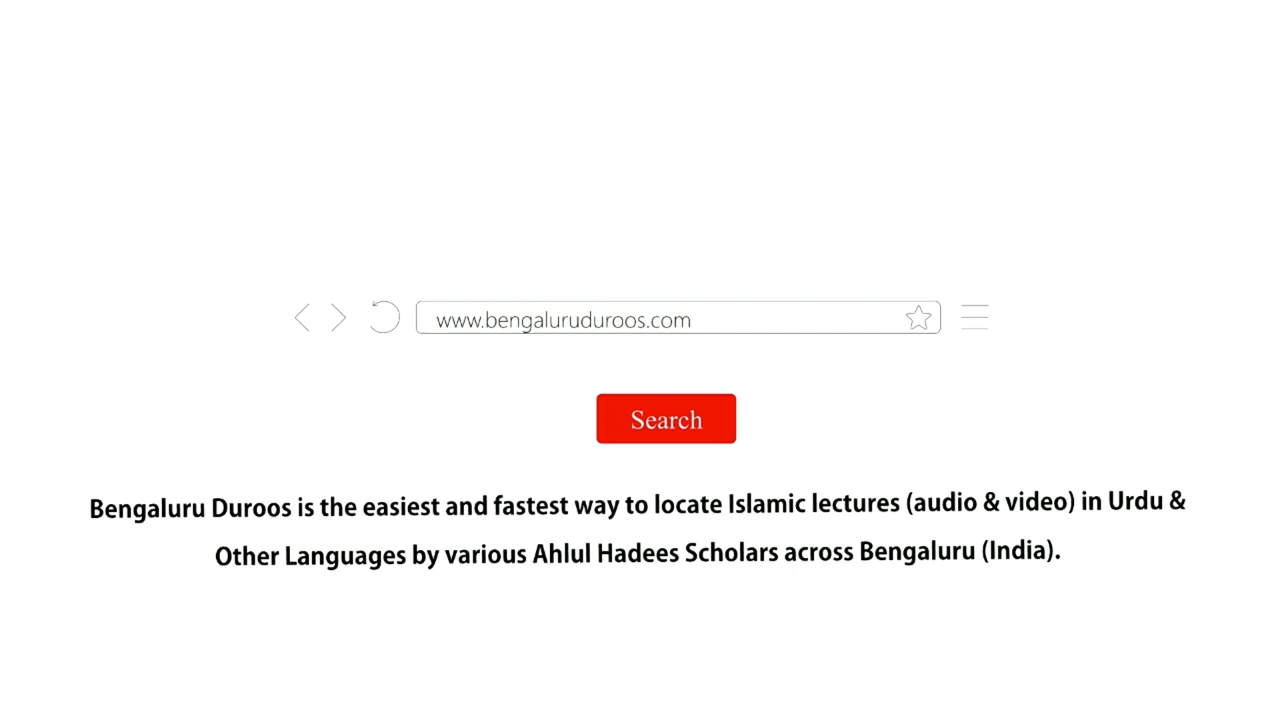 www.bengaluruduroos.com
Search
Bengaluru Duroos is the easiest and fastest way to locate Islamic lectures (audio & video) in Urdu &
Other Languages by various Ahlul Hadees Scholars across Bengaluru (India).